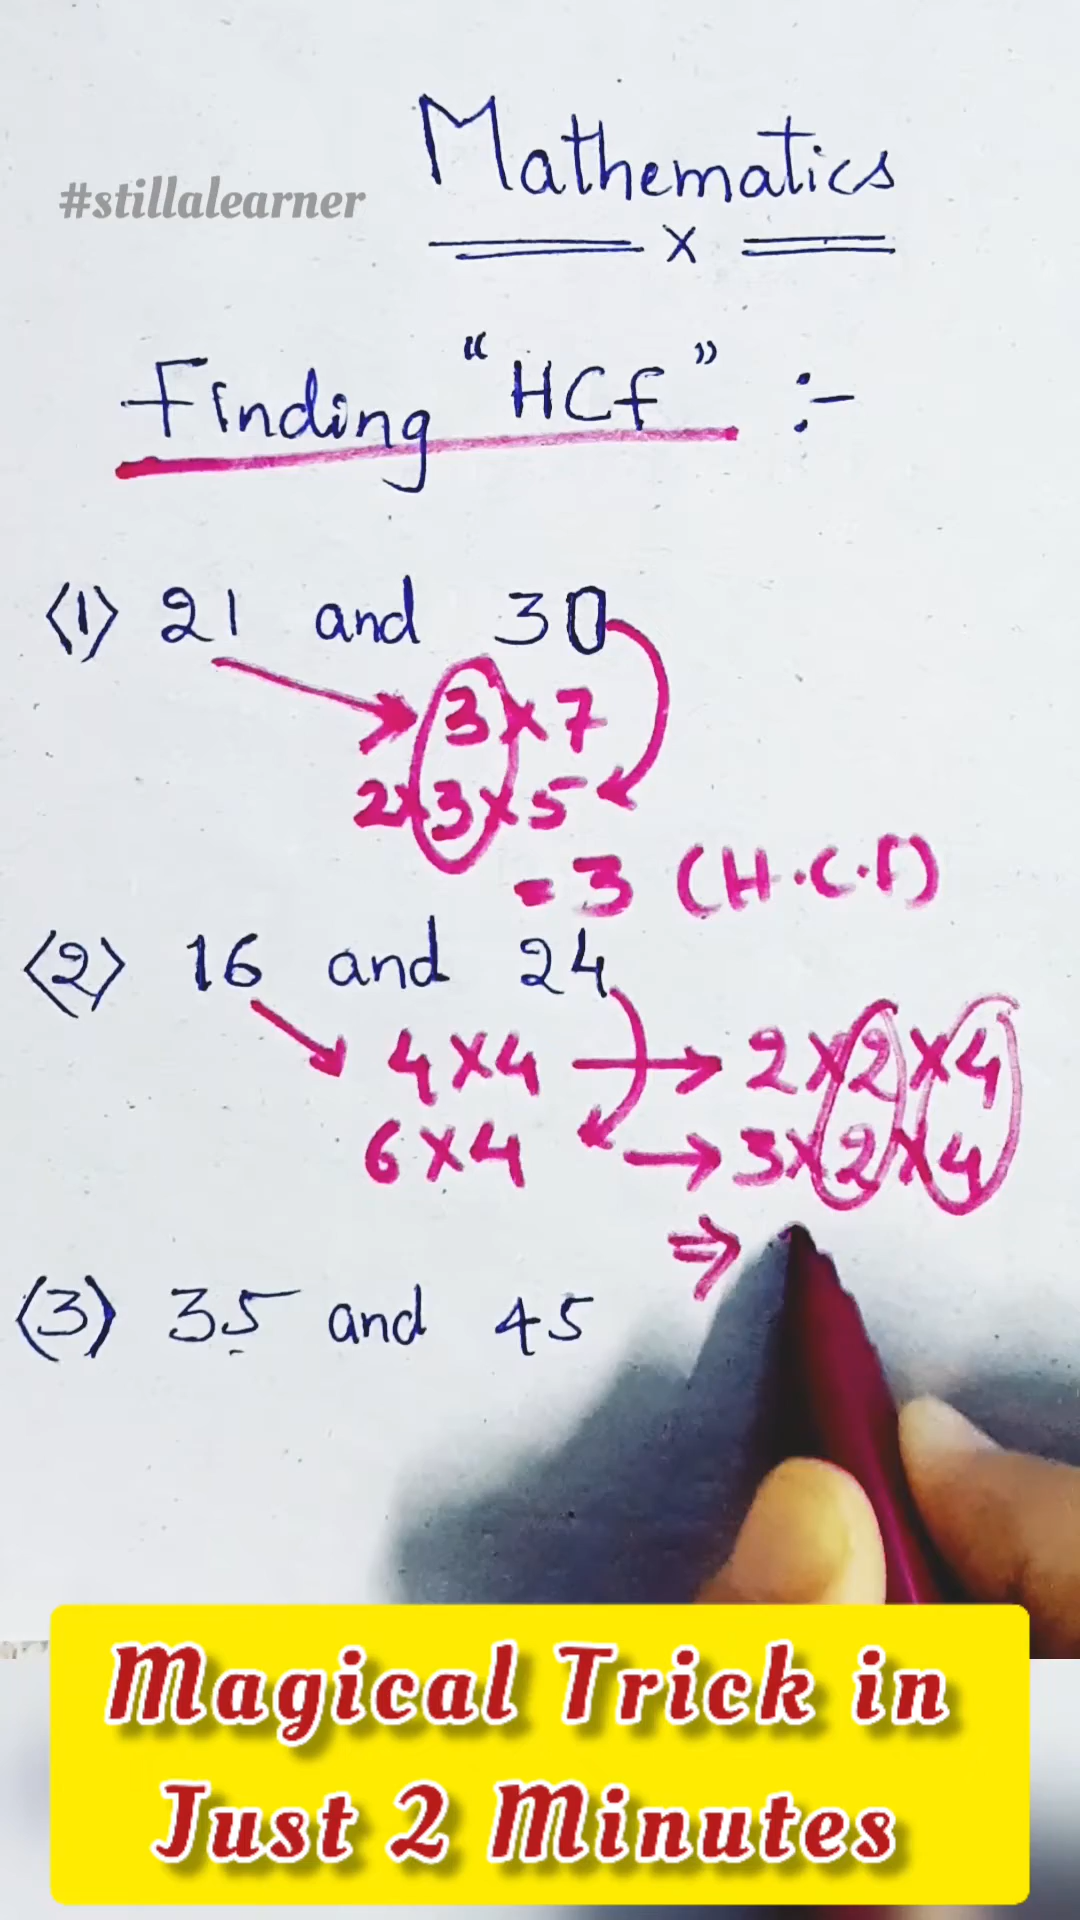 Mathematics
#stillalearner
x
Finding "HCF" :-
(1) 21 and 30
3×7
2×3×5
= 3 (H.C.F)
(2) 16 and 24
4×4 → 2×2×4
6×4 → 3×2×4
⇒
(3) 35 and 45
Magical Trick in
Just 2 Minutes